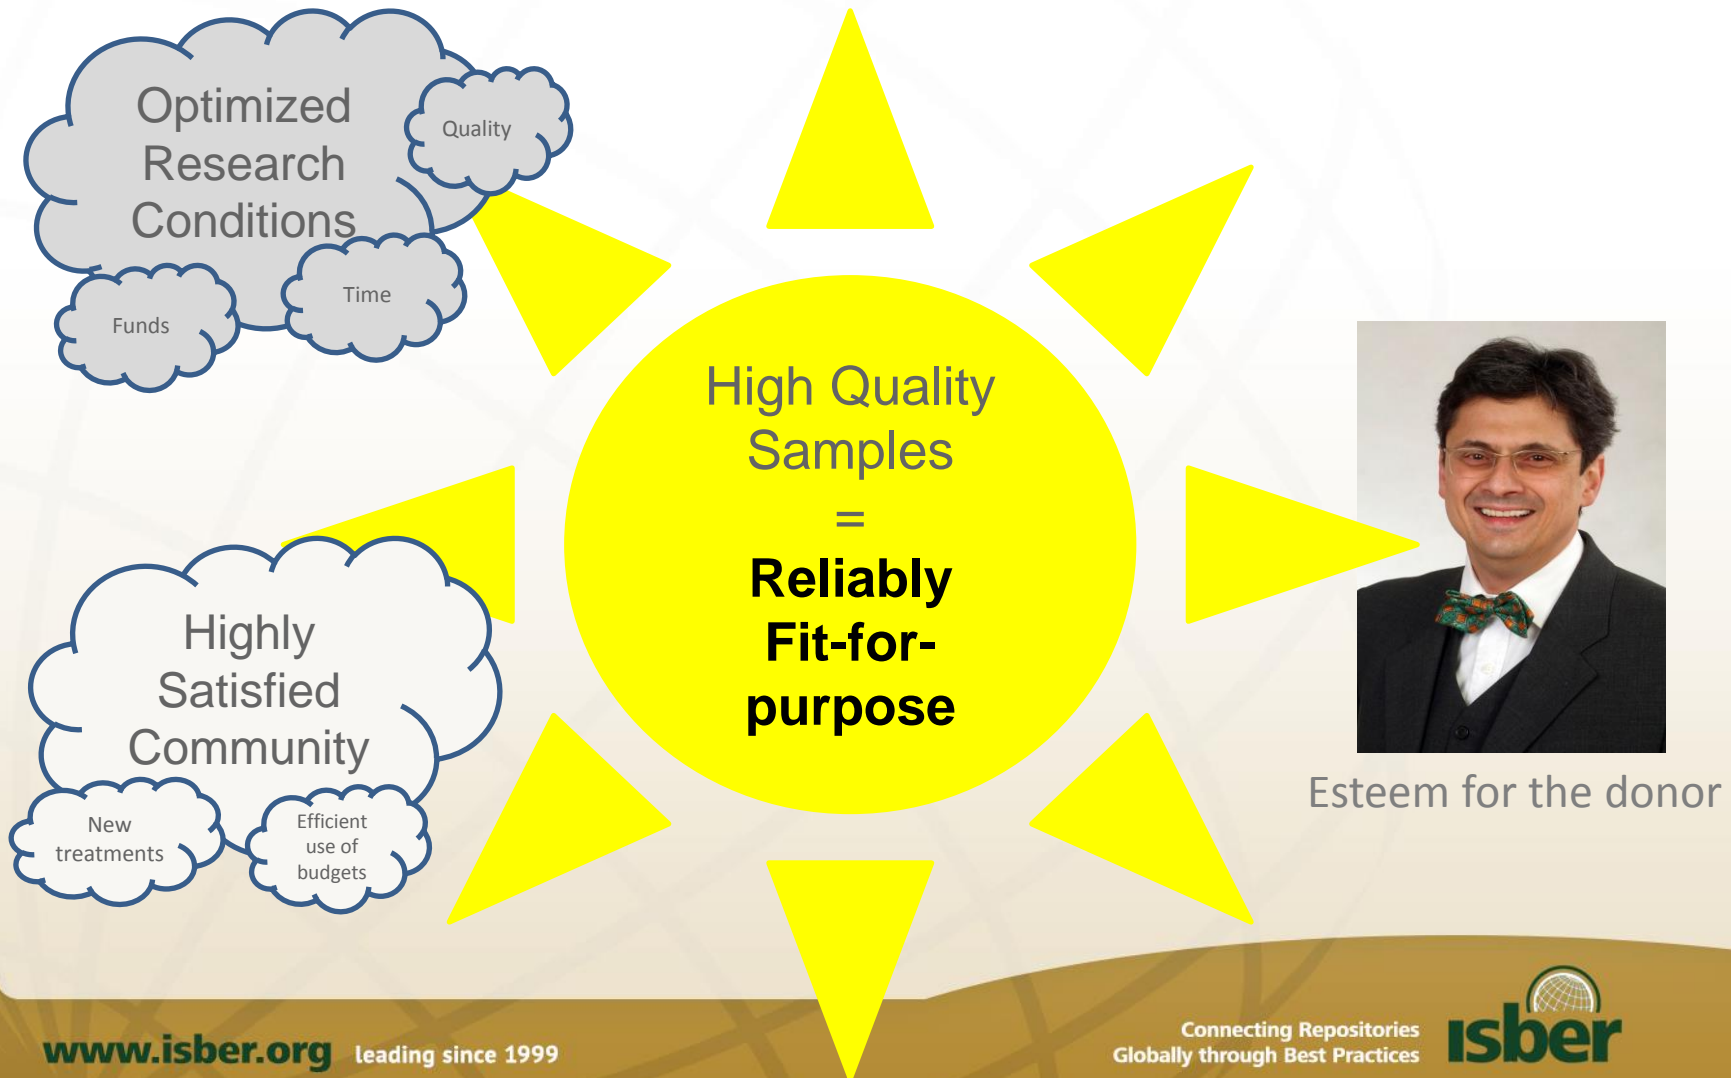 Optimized
Research
Conditions
Quality
Time
Funds
High Quality
Samples
=
Reliably
Fit-for-
purpose
Highly
Satisfied
Community
New
treatments
Efficient
use of
budgets
Esteem for the donor
www.isber.org leading since 1999
Connecting Repositories
Globally through Best Practices
isber